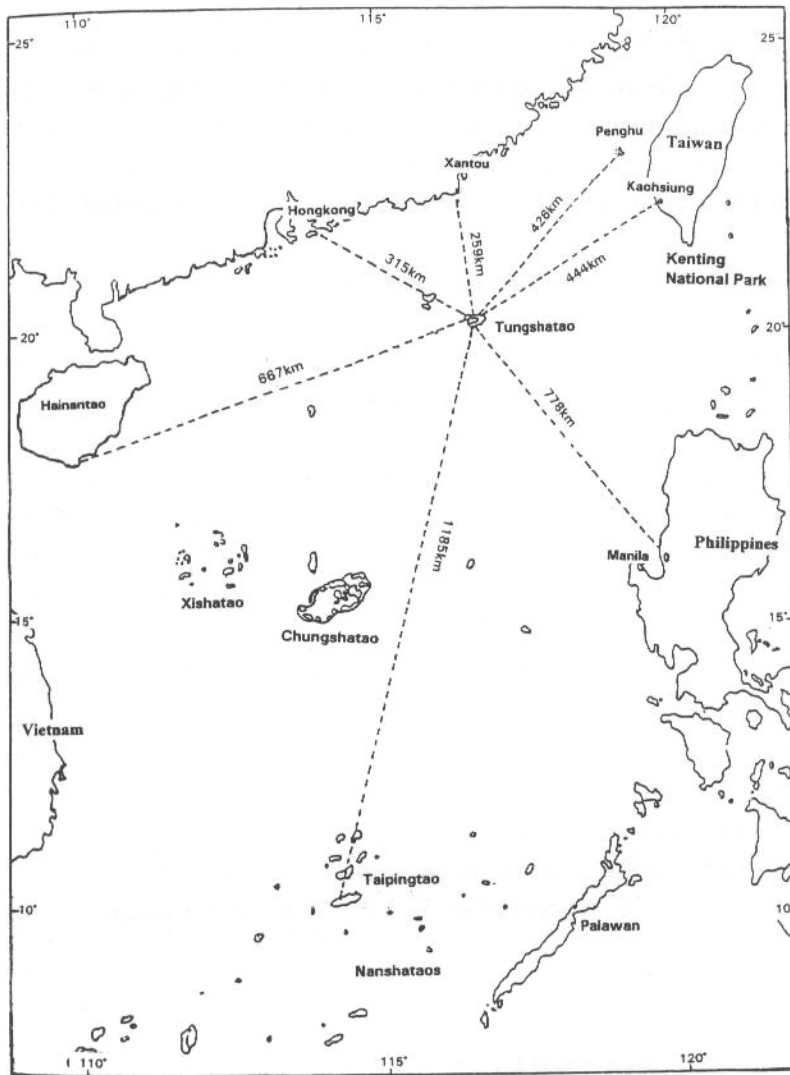 110°
115°
120°
25°
25°
Penghu
Taiwan
Xantou
Kaohsiung
Hongkong
426km
259km
315km
444km
Kenting
National Park
20°
Tungshatao
20°
667km
778km
Hainantao
1185km
Philippines
Manila
Xishatao
15°
Chungshatao
15°
Vietnam
Taipingtao
10°
10
Palawan
Nanshataos
110°
115°
120°